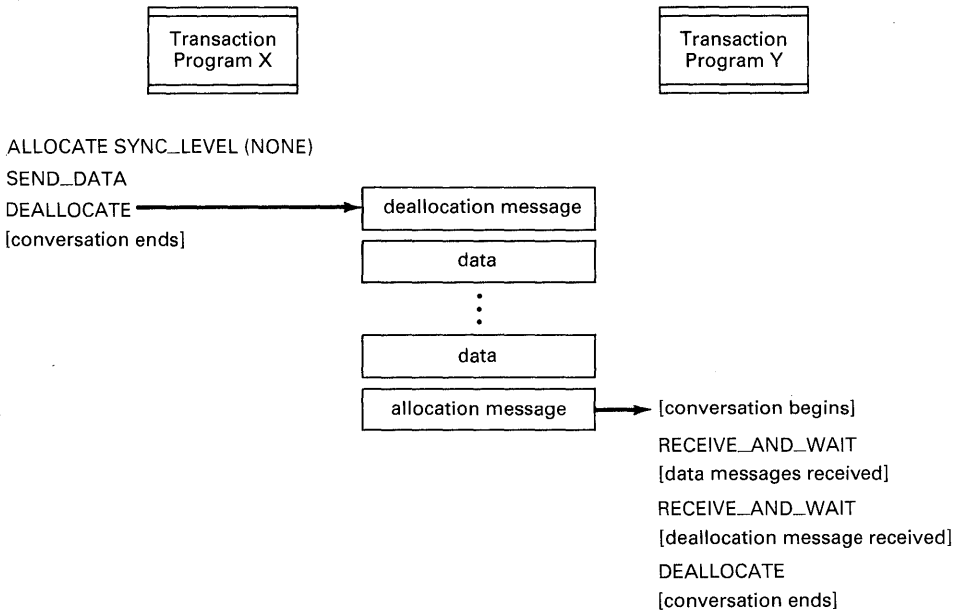 Transaction
Program X
Transaction
Program Y
ALLOCATE SYNC_LEVEL (NONE)
SEND_DATA
DEALLOCATE
[conversation ends]
deallocation message
data
data
allocation message
[conversation begins]
RECEIVE_AND_WAIT
[data messages received]
RECEIVE_AND_WAIT
[deallocation message received]
DEALLOCATE
[conversation ends]